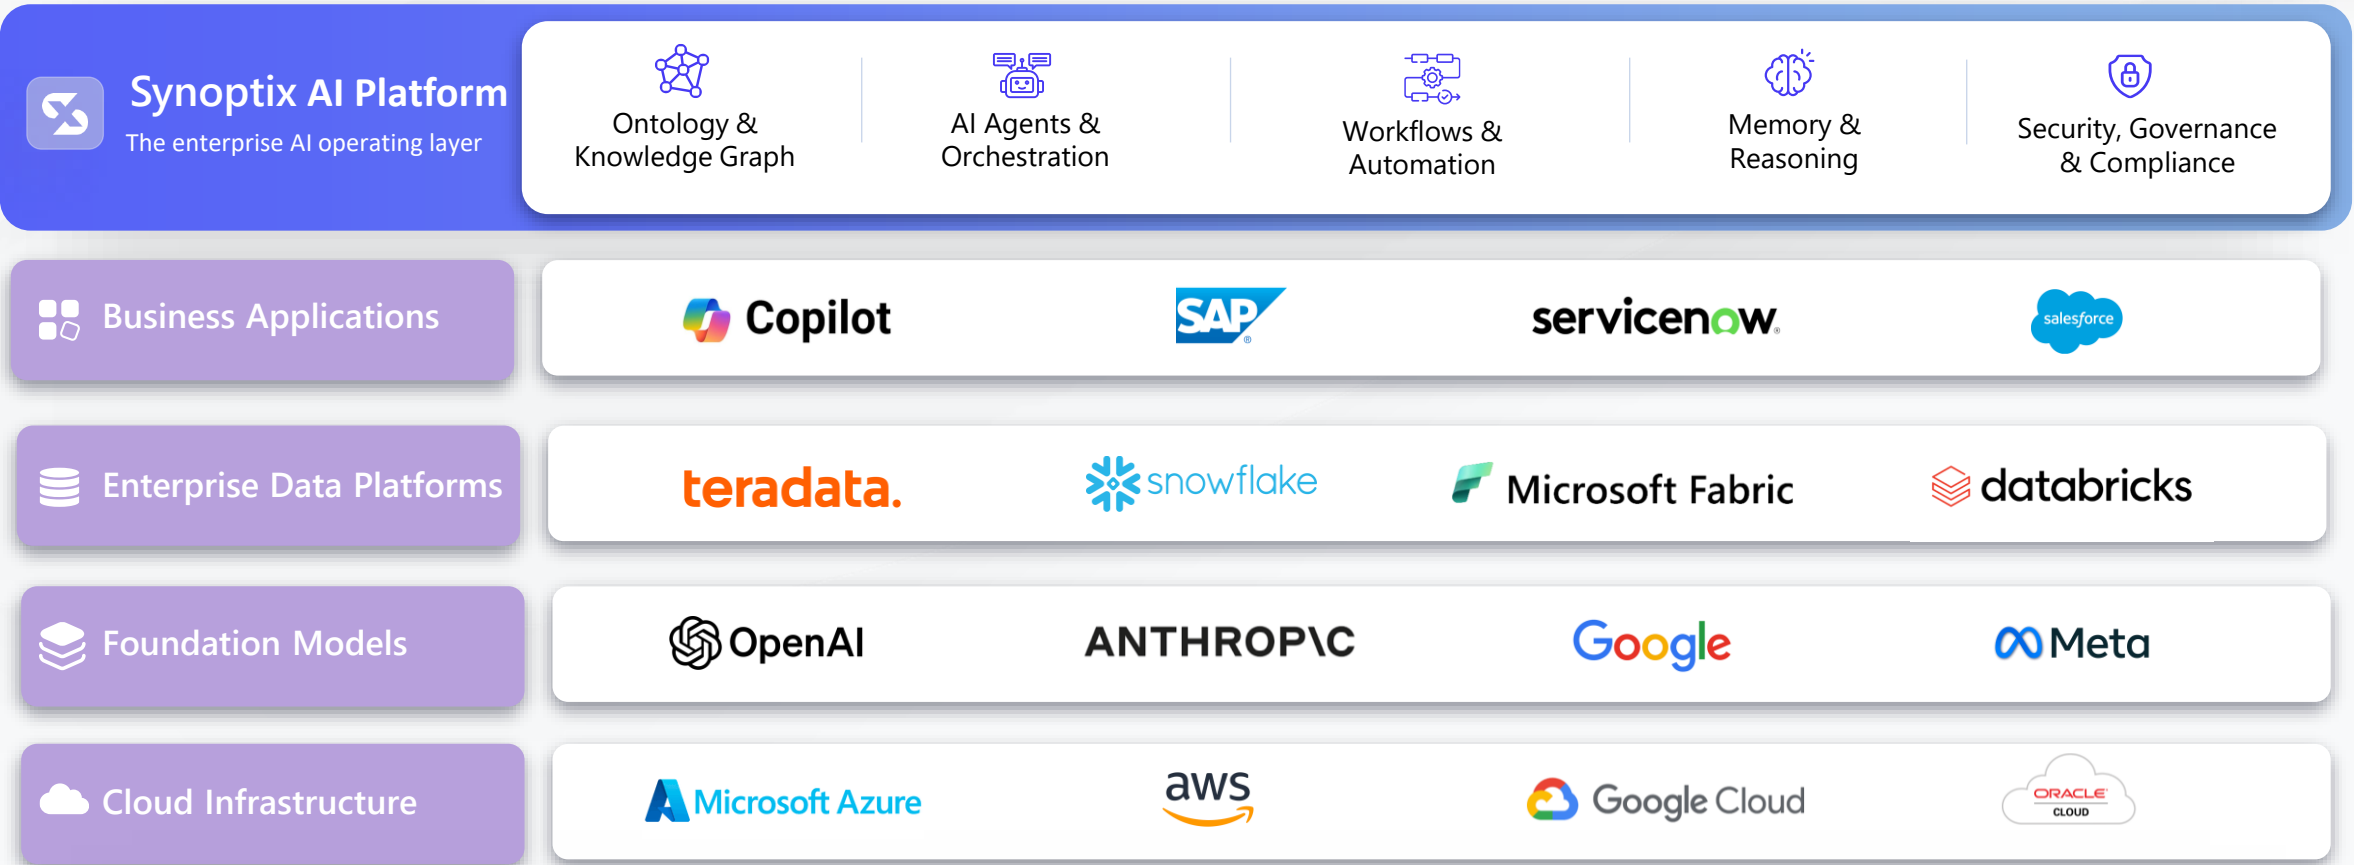 Synoptix AI Platform
The enterprise AI operating layer
Ontology &
Knowledge Graph
AI Agents &
Orchestration
Workflows &
Automation
Memory &
Reasoning
Security, Governance
& Compliance
Business Applications
Copilot
SAP®
servicenow®
salesforce
Enterprise Data Platforms
teradata.
snowflake
Microsoft Fabric
databricks
Foundation Models
OpenAI
ANTHROP\C
Google
Meta
Cloud Infrastructure
Microsoft Azure
aws
Google Cloud
ORACLE
CLOUD